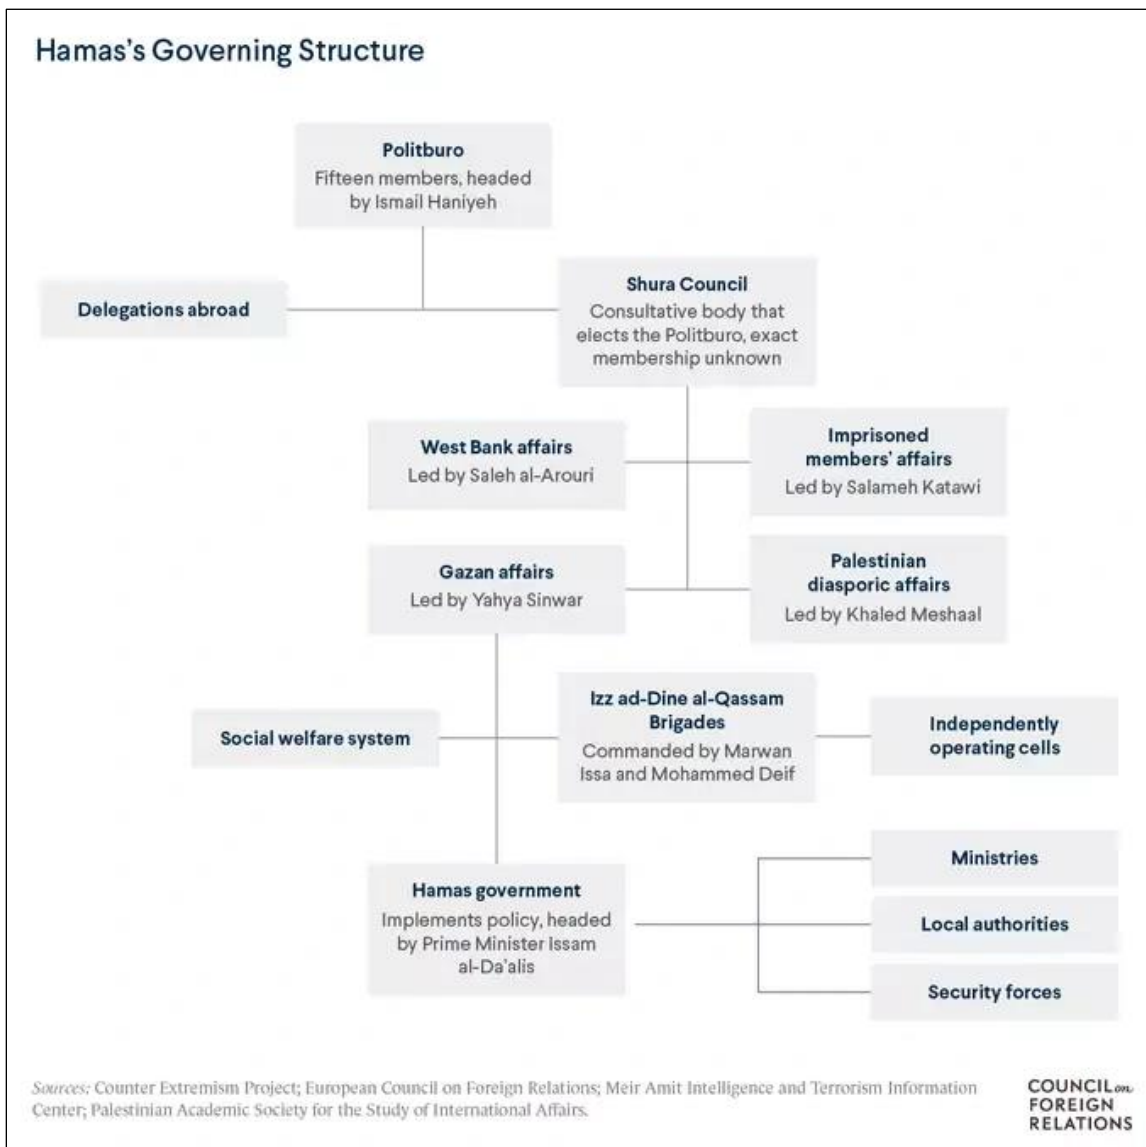 Hamas's Governing Structure
Politburo
Fifteen members, headed
by Ismail Haniyeh
Delegations abroad
Shura Council
Consultative body that
elects the Politburo, exact
membership unknown
West Bank affairs
Led by Saleh al-Arouri
Imprisoned
members' affairs
Led by Salameh Katawi
Gazan affairs
Led by Yahya Sinwar
Palestinian
diasporic affairs
Led by Khaled Meshaal
Social welfare system
Izz ad-Dine al-Qassam
Brigades
Commanded by Marwan
Issa and Mohammed Deif
Independently
operating cells
Hamas government
Implements policy, headed
by Prime Minister Issam
al-Da'alis
Ministries
Local authorities
Security forces
Sources: Counter Extremism Project; European Council on Foreign Relations; Meir Amit Intelligence and Terrorism Information
Center; Palestinian Academic Society for the Study of International Affairs.
COUNCIL on
FOREIGN
RELATIONS